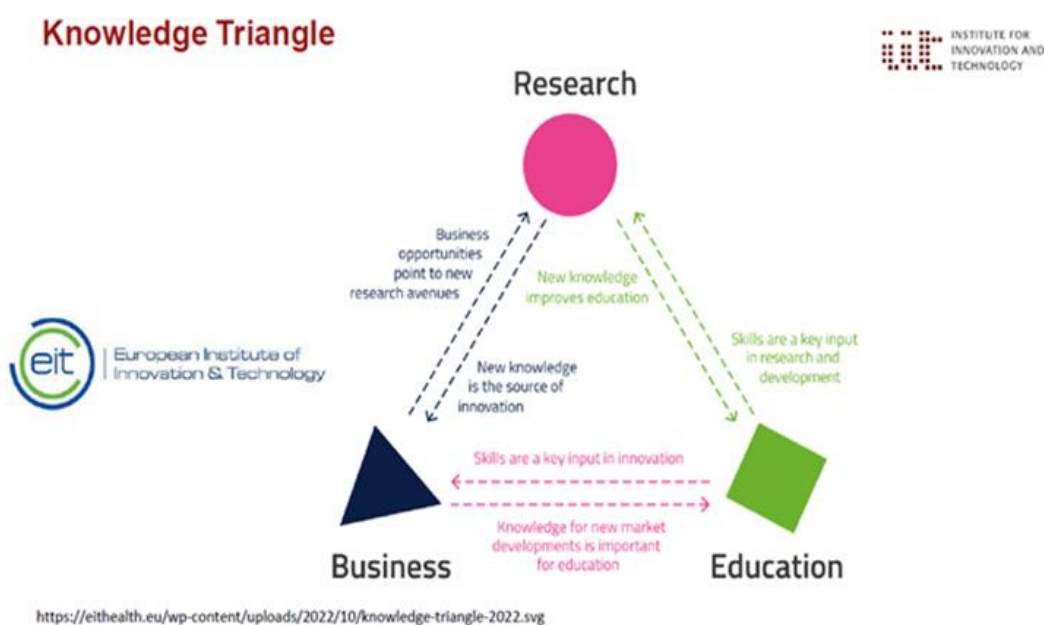 Knowledge Triangle
iit
INSTITUTE FOR
INNOVATION AND
TECHNOLOGY
Research
Business
opportunities
point to new
research avenues
New knowledge
improves education
eit
European Institute of
Innovation & Technology
New knowledge
is the source of
innovation
Skills are a key input
in research and
development
Skills are a key input in innovation
Knowledge for new market
developments is important
for education
Business
Education
https://eithealth.eu/wp-content/uploads/2022/10/knowledge-triangle-2022.svg